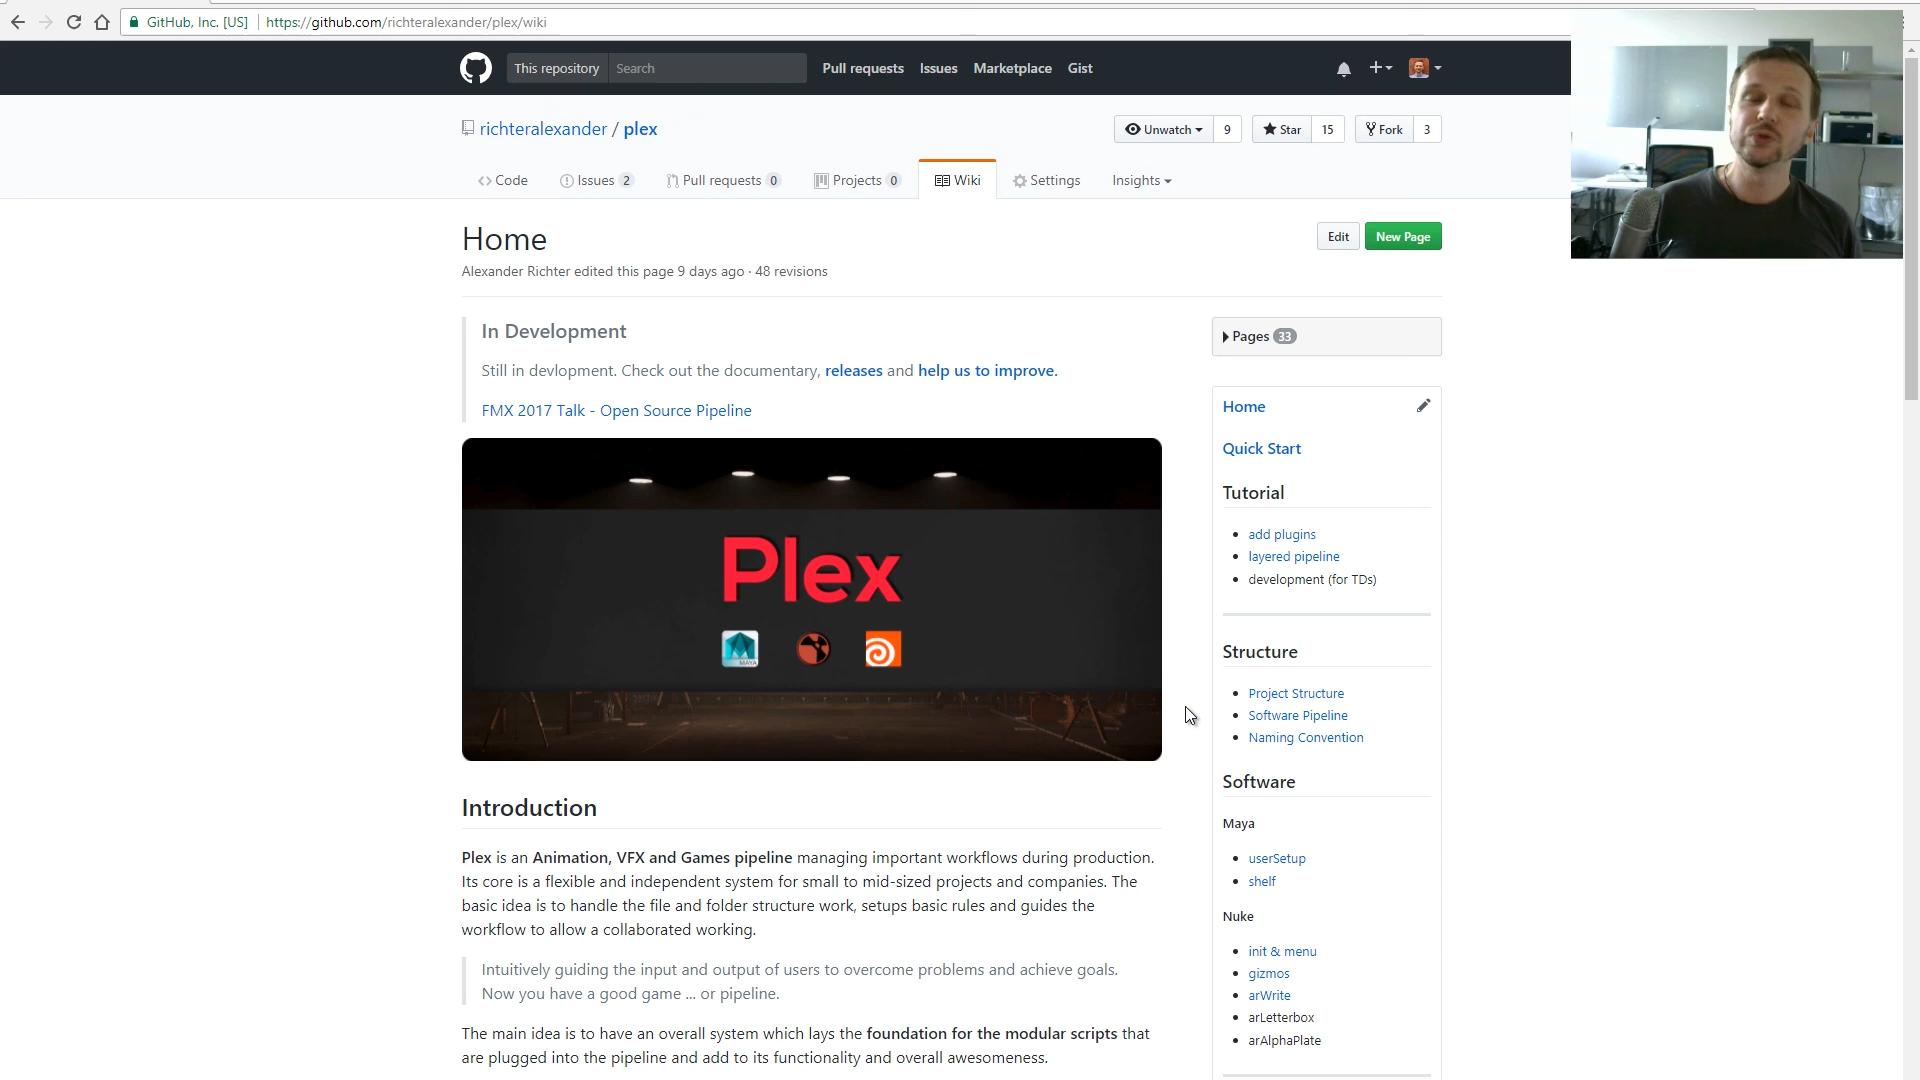 GitHub, Inc. [US] https://github.com/richteralexander/plex/wiki
This repository Search Pull requests Issues Marketplace Gist
richteralexander / plex Unwatch 9 Star 15 Fork 3
Code Issues 2 Pull requests 0 Projects 0 Wiki Settings Insights
Home Edit New Page
Alexander Richter edited this page 9 days ago · 48 revisions
In Development
Still in devlopment. Check out the documentary, releases and help us to improve.
FMX 2017 Talk - Open Source Pipeline
Plex
MAYA
Introduction
Plex is an Animation, VFX and Games pipeline managing important workflows during production.
Its core is a flexible and independent system for small to mid-sized projects and companies. The
basic idea is to handle the file and folder structure work, setups basic rules and guides the
workflow to allow a collaborated working.
Intuitively guiding the input and output of users to overcome problems and achieve goals.
Now you have a good game ... or pipeline.
The main idea is to have an overall system which lays the foundation for the modular scripts that
are plugged into the pipeline and add to its functionality and overall awesomeness.
Pages 33
Home
Quick Start
Tutorial
add plugins
layered pipeline
development (for TDs)
Structure
Project Structure
Software Pipeline
Naming Convention
Software
Maya
userSetup
shelf
Nuke
init & menu
gizmos
arWrite
arLetterbox
arAlphaPlate